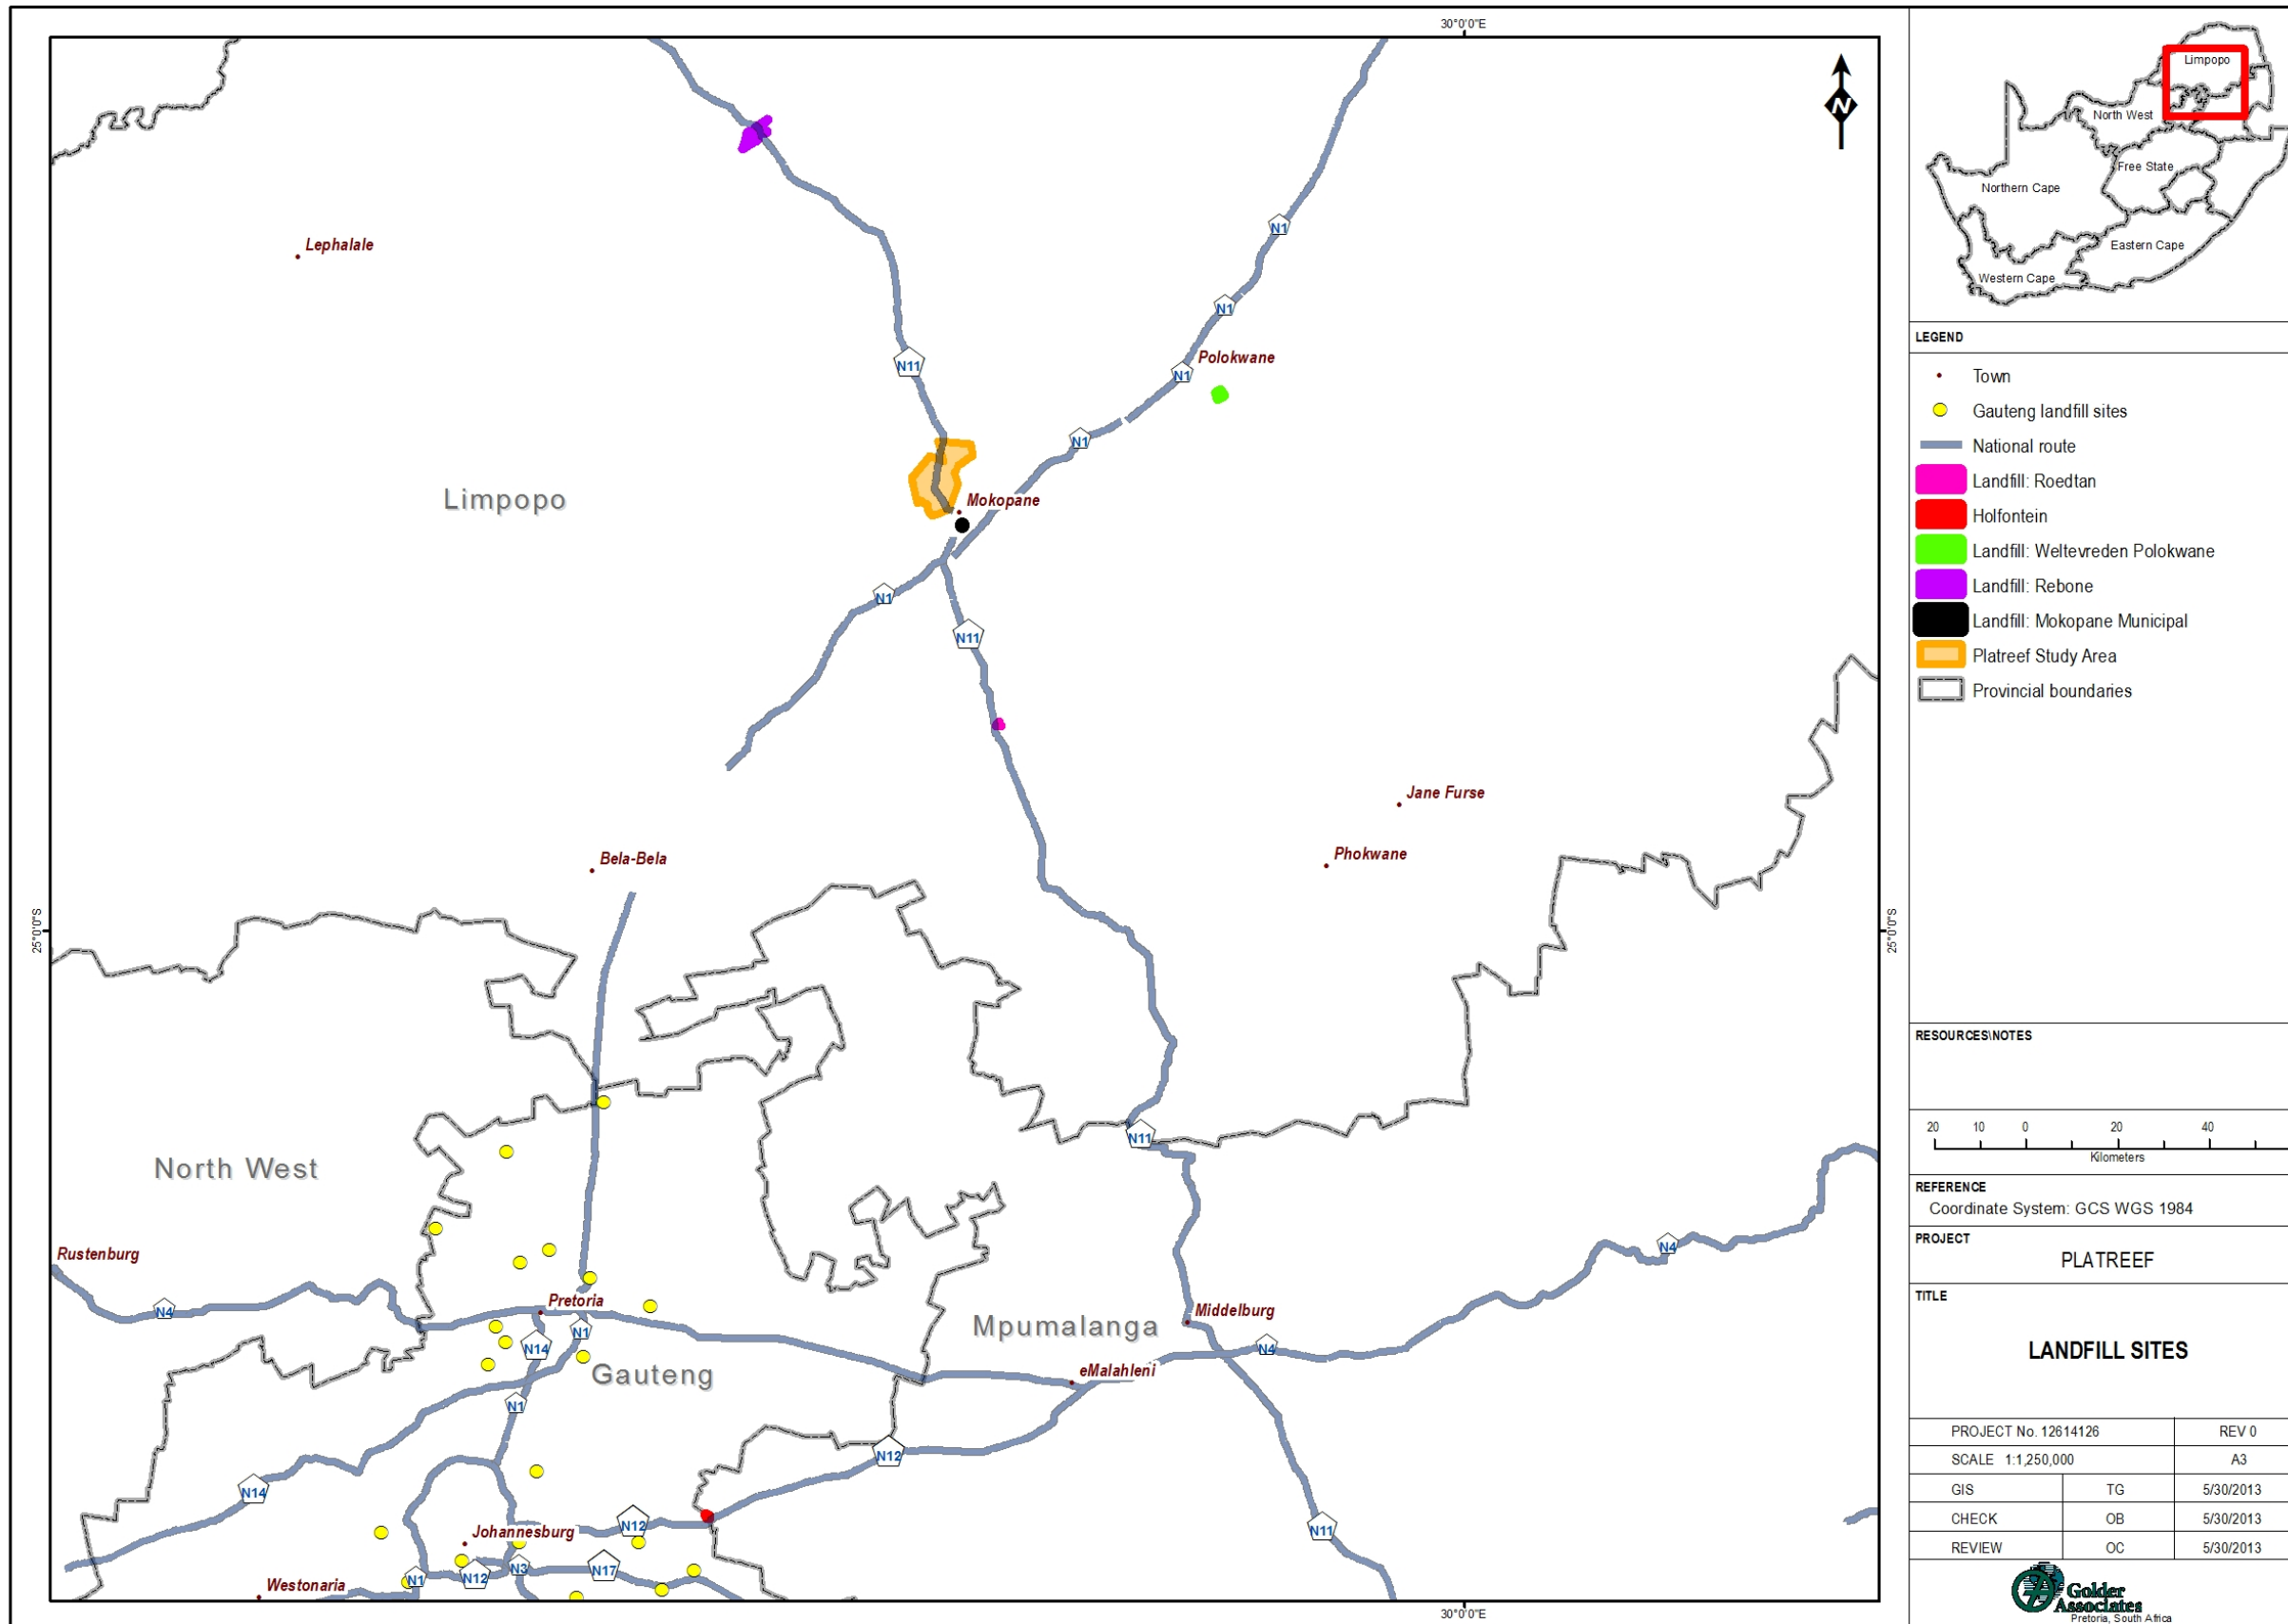 30°0'0"E
Lephalale
N1
N1
N11
Polokwane
N1
N1
Limpopo
Mokopane
N1
N11
Jane Furse
Phokwane
Bela-Bela
25°0'0"S
25°0'0"S
N11
North West
Rustenburg
N4
N4
Pretoria
Middelburg
N1
N14
Mpumalanga
N4
Gauteng
eMalahleni
N1
N12
N14
N12
Johannesburg
N11
N1
N12
N3
N17
Westonaria
30°0'0"E
Limpopo
North West
Free State
Northern Cape
Eastern Cape
Western Cape
LEGEND
Town
Gauteng landfill sites
National route
Landfill: Roedtan
Holfontein
Landfill: Weltevreden Polokwane
Landfill: Rebone
Landfill: Mokopane Municipal
Platreef Study Area
Provincial boundaries
RESOURCES\NOTES
20 10 0 20 40
Kilometers
REFERENCE
Coordinate System: GCS WGS 1984
PROJECT
PLATREEF
TITLE
LANDFILL SITES
PROJECT No. 12614126 REV 0
SCALE 1:1,250,000 A3
GIS TG 5/30/2013
CHECK OB 5/30/2013
REVIEW OC 5/30/2013
Golder
Associates
Pretoria, South Africa
N